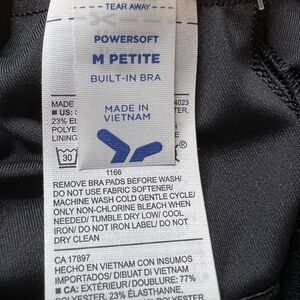 TEAR AWAY
POWERSOFT
M PETITE
BUILT-IN BRA
MADE IN
VIETNAM
MADE
4023
US:
TER,
23% EL
POLYE
LINING
30
1166
REMOVE BRA PADS BEFORE WASH/
DO NOT USE FABRIC SOFTENER/
MACHINE WASH COLD GENTLE CYCLE/
ONLY NON-CHLORINE BLEACH WHEN
NEEDED/ TUMBLE DRY LOW/ COOL
IRON/ DO NOT IRON LABEL/ DO NOT
DRY CLEAN
CA 17897
HECHO EN VIETNAM CON INSUMOS
IMPORTADOS/ DIBUAT DI VIETNAM
CA: EXTÉRIEUR/ DOUBLURE: 77%
POLYESTER, 23% ÉLASTHANNE,